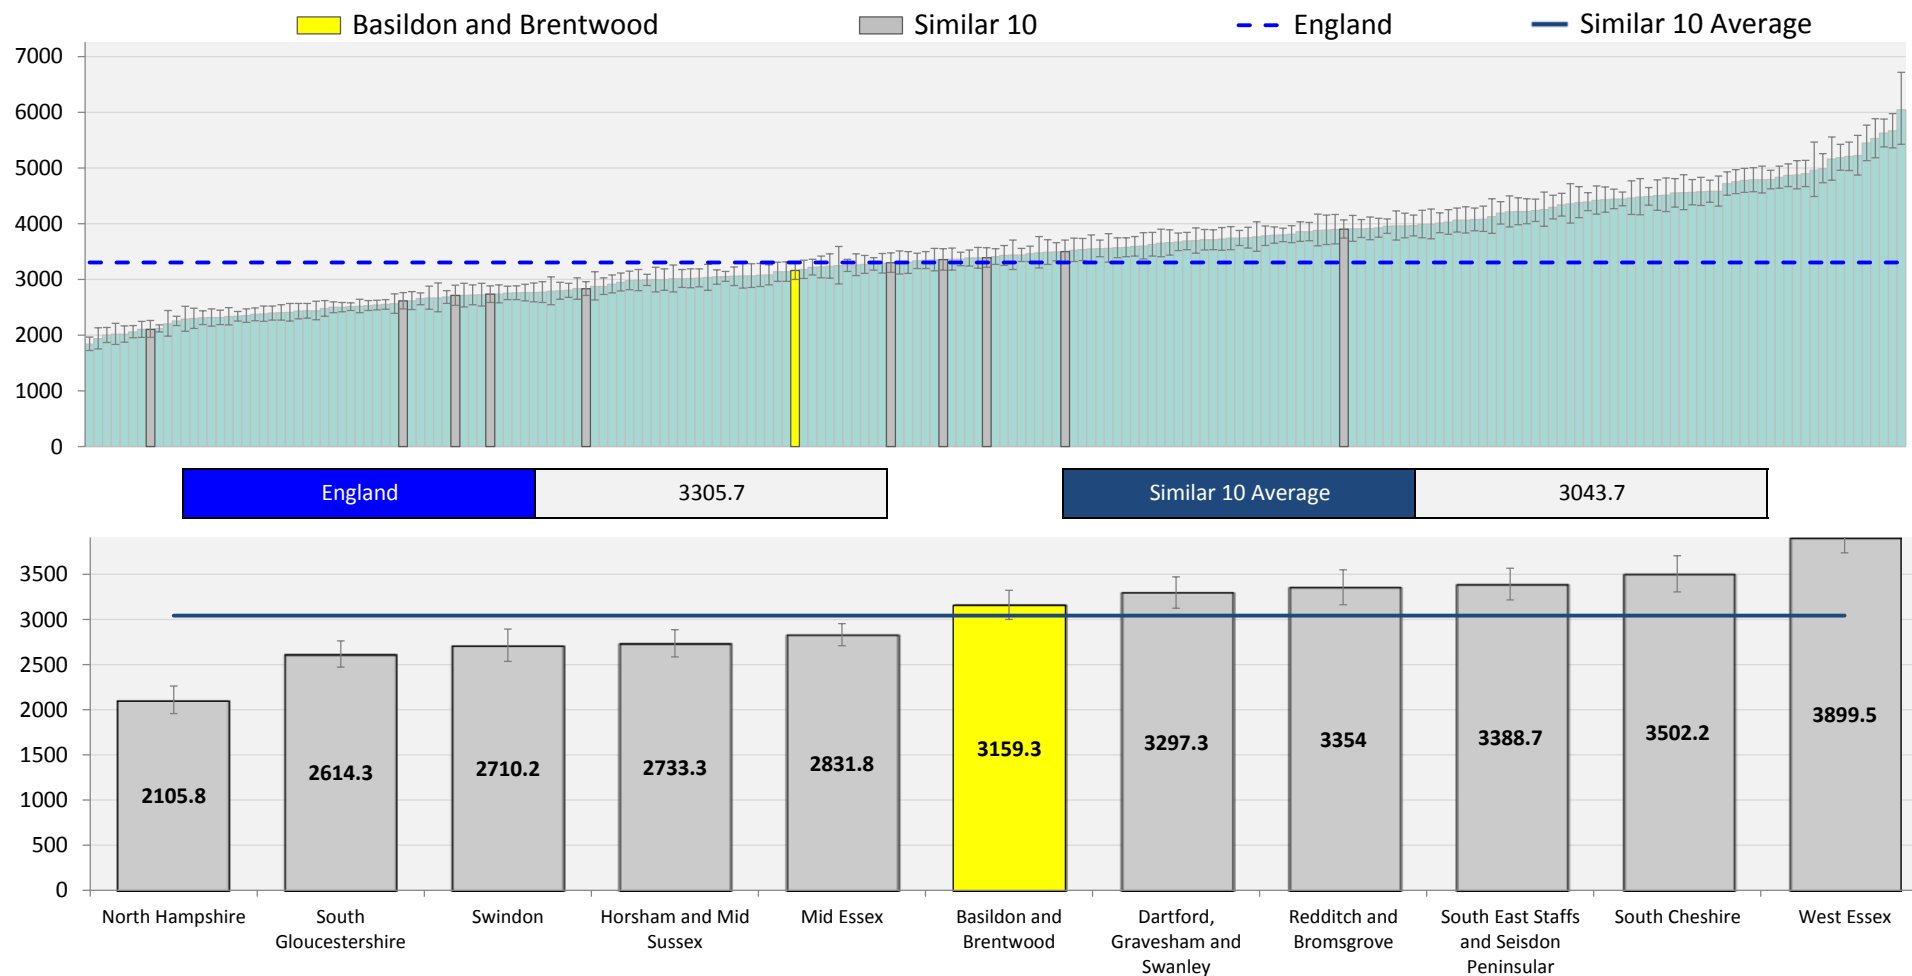 Basildon and Brentwood
Similar 10
England
Similar 10 Average
7000
6000
5000
4000
3000
2000
1000
0
England
3305.7
Similar 10 Average
3043.7
3500
3000
2500
2000
1500
1000
500
0
2105.8
2614.3
2710.2
2733.3
2831.8
3159.3
3297.3
3354
3388.7
3502.2
3899.5
North Hampshire
South
Gloucestershire
Swindon
Horsham and Mid
Sussex
Mid Essex
Basildon and
Brentwood
Dartford,
Gravesham and
Swanley
Redditch and
Bromsgrove
South East Staffs
and Seisdon
Peninsular
South Cheshire
West Essex